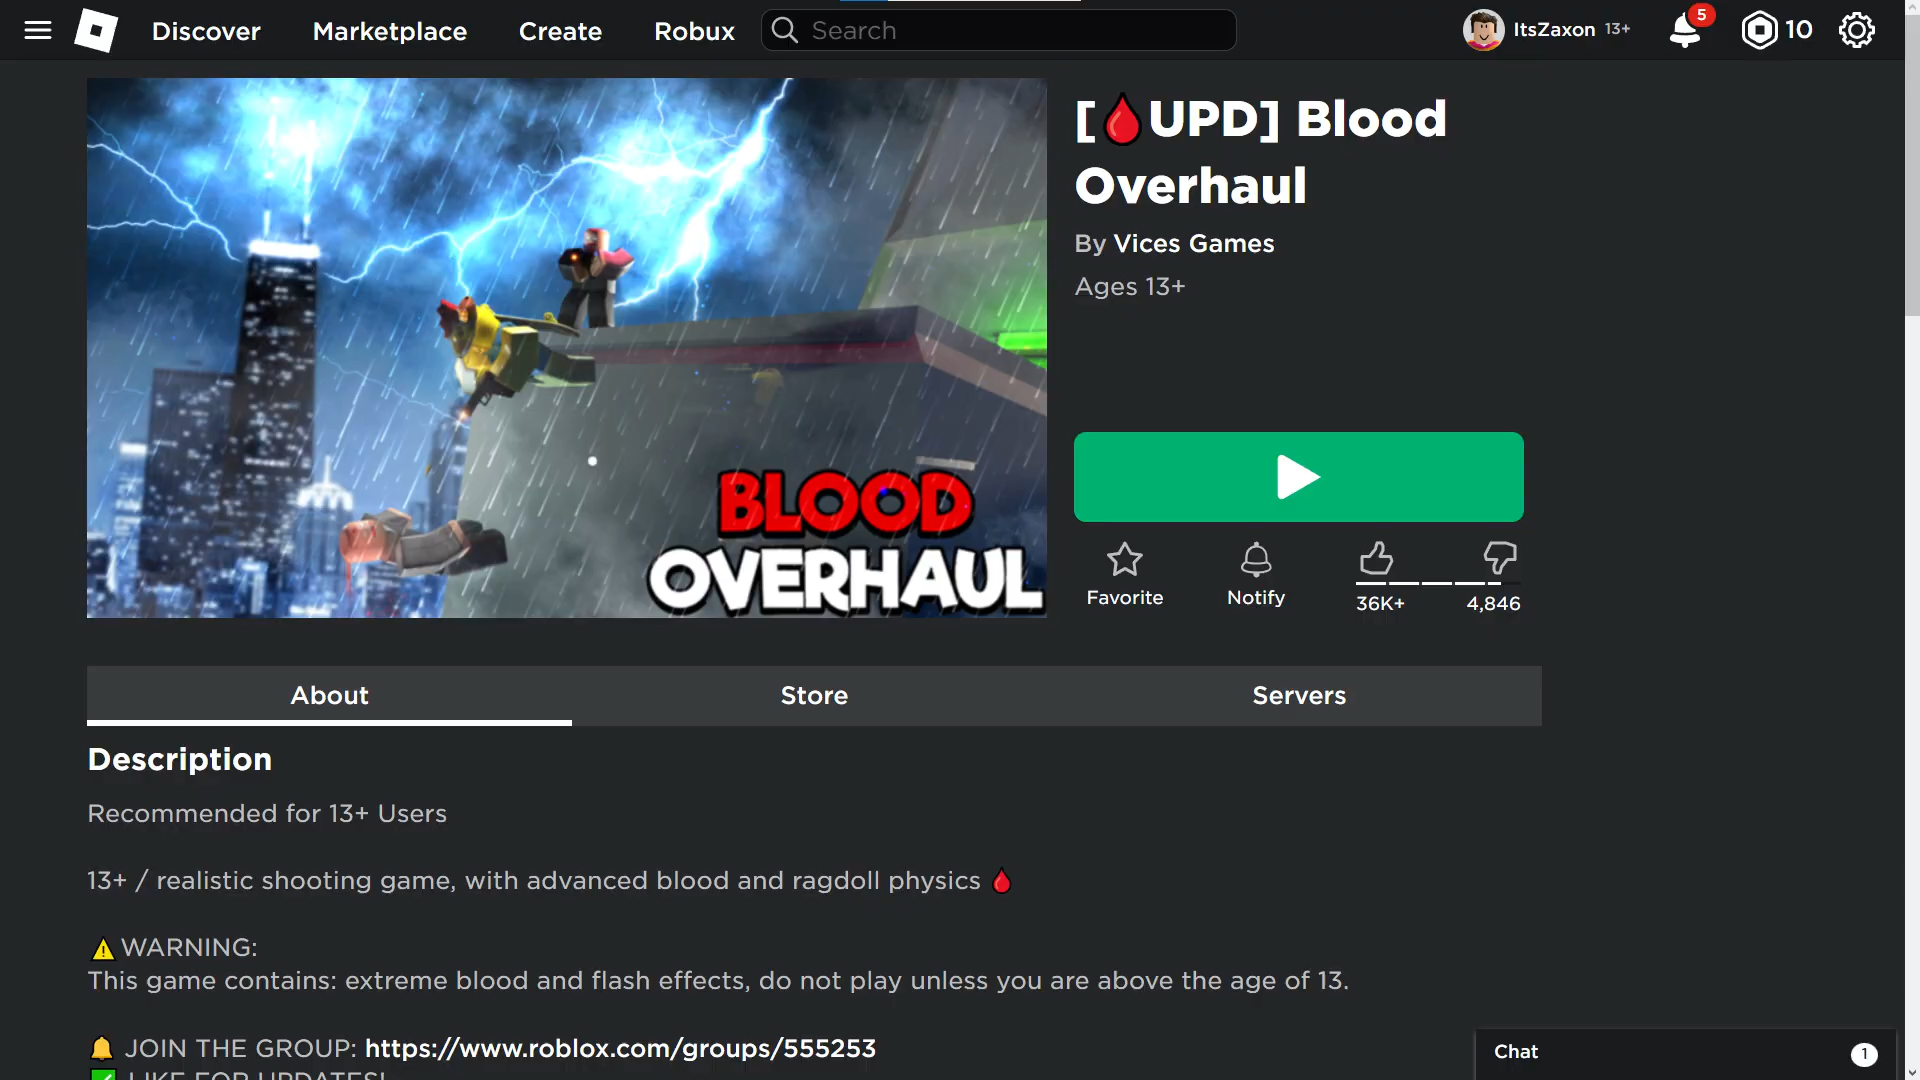 Discover Marketplace Create Robux Search ItsZaxon 13+ 5 10
[🩸UPD] Blood
Overhaul
By Vices Games
Ages 13+
BLOOD
OVERHAUL
Favorite Notify 36K+ 4,846
About Store Servers
Description
Recommended for 13+ Users
13+ / realistic shooting game, with advanced blood and ragdoll physics 🩸
⚠️WARNING:
This game contains: extreme blood and flash effects, do not play unless you are above the age of 13.
🔔 JOIN THE GROUP: https://www.roblox.com/groups/555253
✅ LIKE FOR UPDATES!
Chat 1